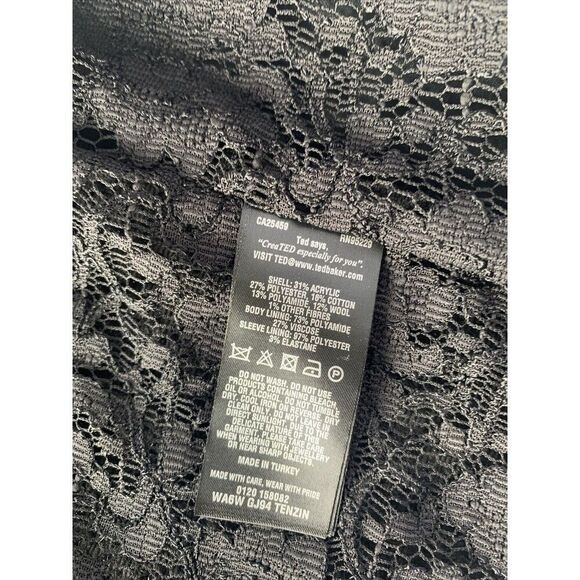 CA25459 RN95229
Ted says,
"CreaTED especially for you".
VISIT TED@www.tedbaker.com
SHELL: 31% ACRYLIC
27% POLYESTER, 16% COTTON
13% POLYAMIDE, 12% WOOL
1% OTHER FIBRES
BODY LINING: 73% POLYAMIDE
27% VISCOSE
SLEEVE LINING: 97% POLYESTER
3% ELASTANE
P
DO NOT WASH. DO NOT USE
PRODUCTS CONTAINING BLEACH
OR ALCOHOL. DO NOT TUMBLE
DRY. COOL IRON ON REVERSE. DRY
CLEAN ONLY. DO NOT LEAVE IN
DIRECT SUNLIGHT. DUE TO THE
DELICATE NATURE OF THIS
GARMENT, PLEASE TAKE CARE
WHEN WEARING WITH JEWELLERY
OR NEAR SHARP OBJECTS.
MADE IN TURKEY
MADE WITH CARE, WEAR WITH PRIDE
0120 158082
WA6W GJ94 TENZIN